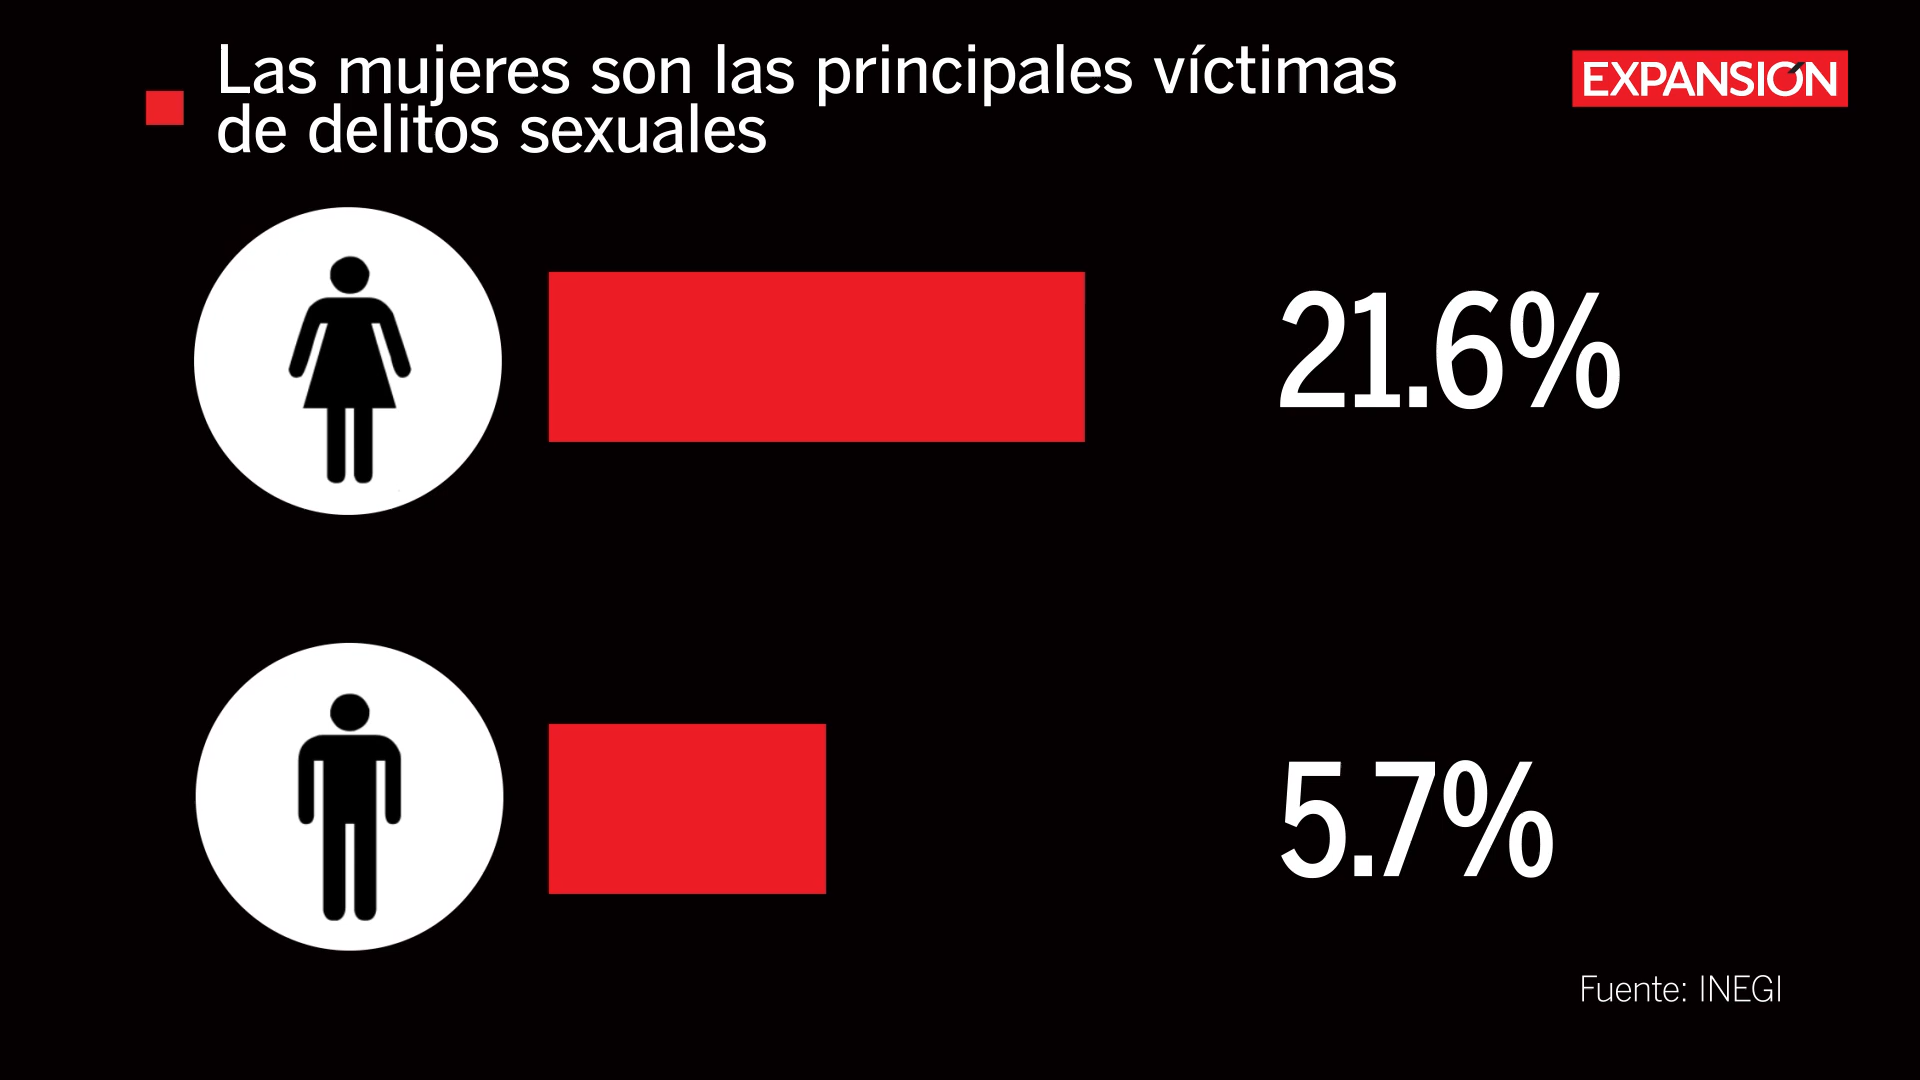 Las mujeres son las principales víctimas
de delitos sexuales
EXPANSIÓN
21.6%
5.7%
Fuente: INEGI